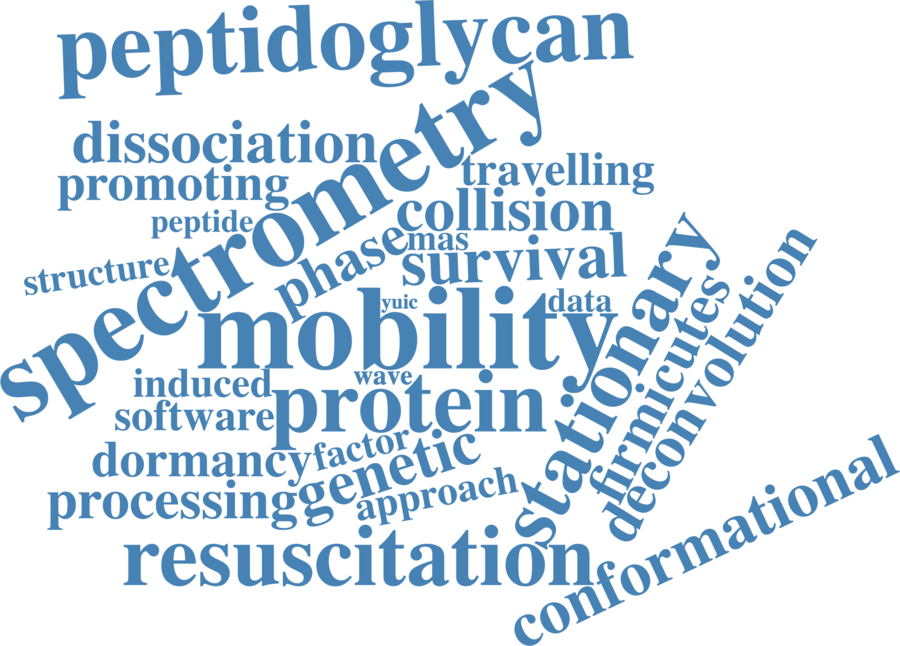 peptidoglycan
spectrometry
dissociation
travelling
promoting
collision
peptide
mas
phase
survival
structure
stationary
firmicutes
deconvolution
yuic
data
mobility
wave
induced
protein
software
factor
dormancy
genetic
processing
approach
resuscitation
conformational